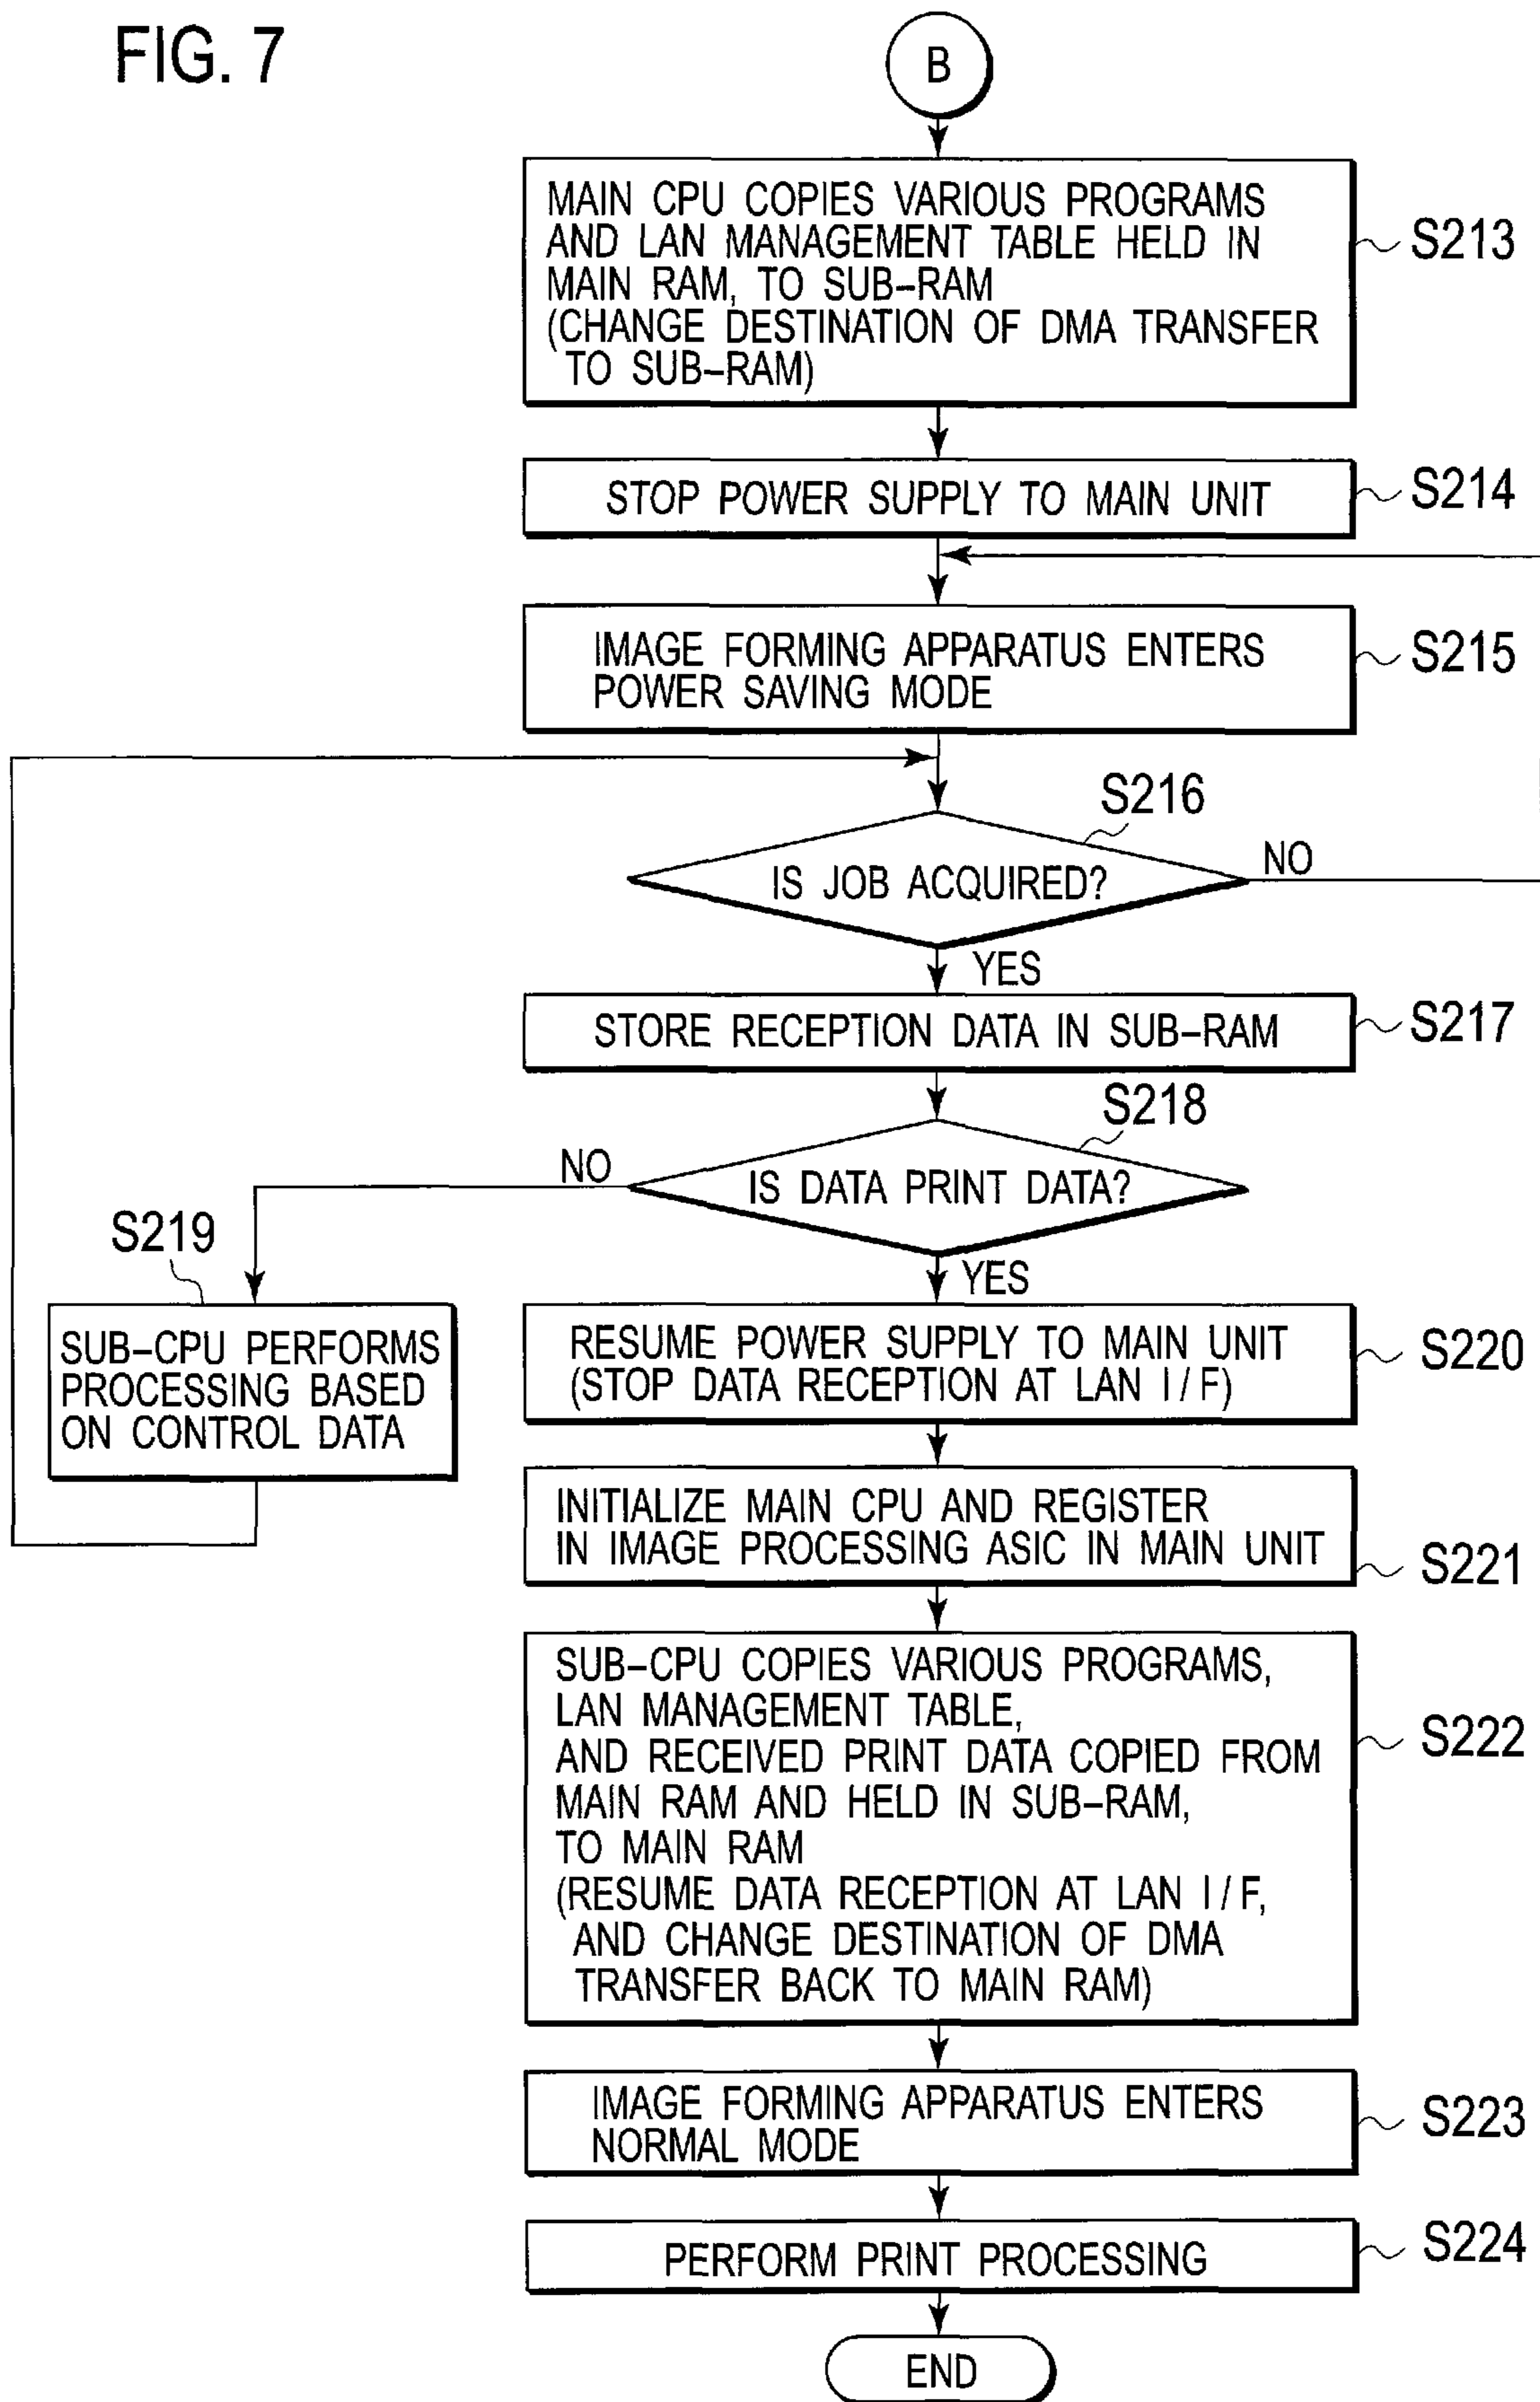 FIG. 7
B
MAIN CPU COPIES VARIOUS PROGRAMS
AND LAN MANAGEMENT TABLE HELD IN
MAIN RAM, TO SUB-RAM
(CHANGE DESTINATION OF DMA TRANSFER
TO SUB-RAM)
S213
STOP POWER SUPPLY TO MAIN UNIT
S214
IMAGE FORMING APPARATUS ENTERS
POWER SAVING MODE
S215
S216
IS JOB ACQUIRED?
NO
YES
STORE RECEPTION DATA IN SUB-RAM
S217
S218
IS DATA PRINT DATA?
NO
YES
S219
SUB-CPU PERFORMS
PROCESSING BASED
ON CONTROL DATA
RESUME POWER SUPPLY TO MAIN UNIT
(STOP DATA RECEPTION AT LAN I/F)
S220
INITIALIZE MAIN CPU AND REGISTER
IN IMAGE PROCESSING ASIC IN MAIN UNIT
S221
SUB-CPU COPIES VARIOUS PROGRAMS,
LAN MANAGEMENT TABLE,
AND RECEIVED PRINT DATA COPIED FROM
MAIN RAM AND HELD IN SUB-RAM,
TO MAIN RAM
(RESUME DATA RECEPTION AT LAN I/F,
AND CHANGE DESTINATION OF DMA
TRANSFER BACK TO MAIN RAM)
S222
IMAGE FORMING APPARATUS ENTERS
NORMAL MODE
S223
PERFORM PRINT PROCESSING
S224
END